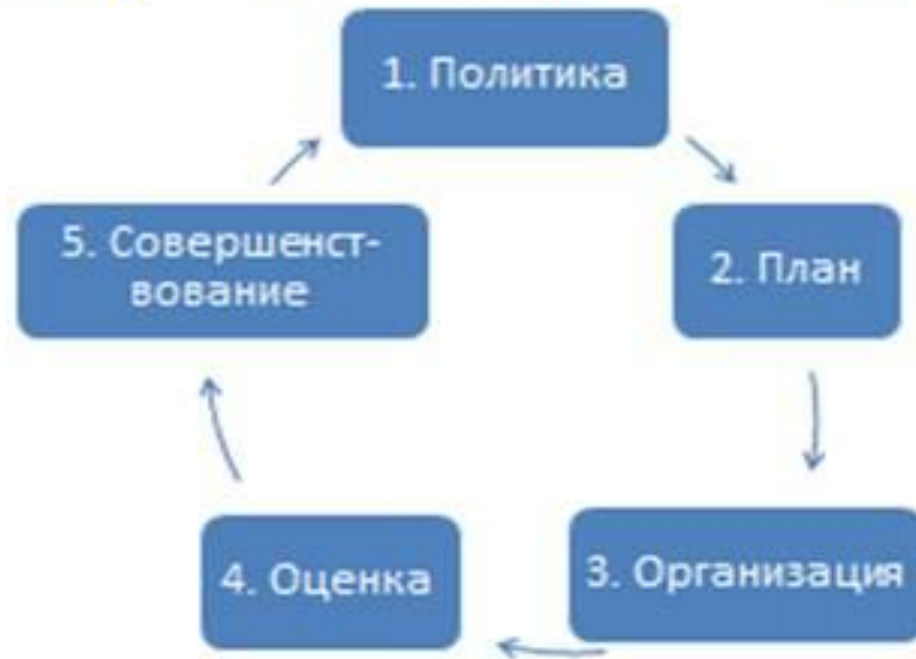 1. Политика
2. План
3. Организация
4. Оценка
5. Совершенст-
вование